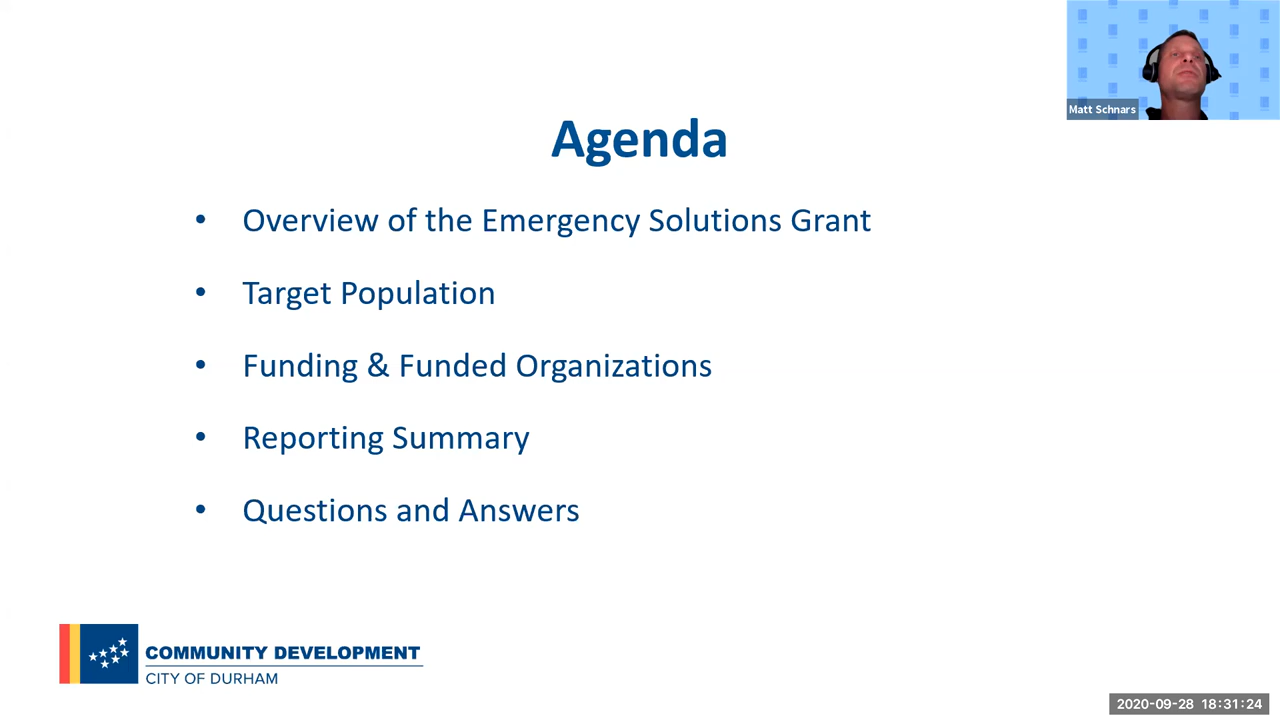 Matt Schnars
Agenda
• Overview of the Emergency Solutions Grant
• Target Population
• Funding & Funded Organizations
• Reporting Summary
• Questions and Answers
COMMUNITY DEVELOPMENT
CITY OF DURHAM
2020-09-28 18:31:24